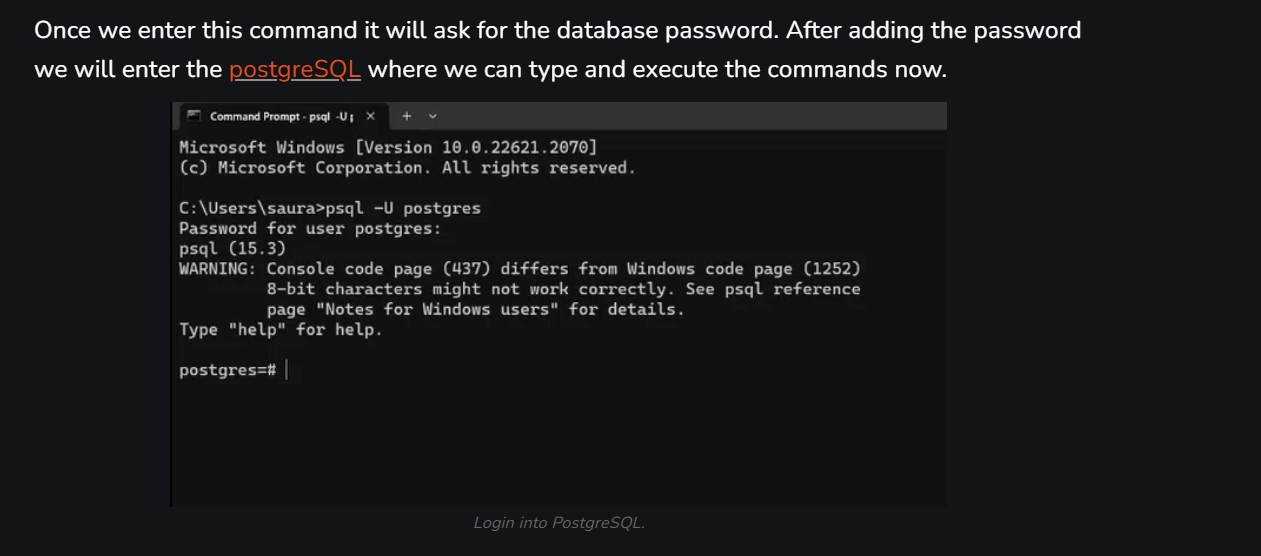 Once we enter this command it will ask for the database password. After adding the password
we will enter the postgreSQL where we can type and execute the commands now.
Command Prompt - psql -U p
Microsoft Windows [Version 10.0.22621.2070]
(c) Microsoft Corporation. All rights reserved.
C:\Users\saura>psql -U postgres
Password for user postgres:
psql (15.3)
WARNING: Console code page (437) differs from Windows code page (1252)
8-bit characters might not work correctly. See psql reference
page "Notes for Windows users" for details.
Type "help" for help.
postgres=#
Login into PostgreSQL.